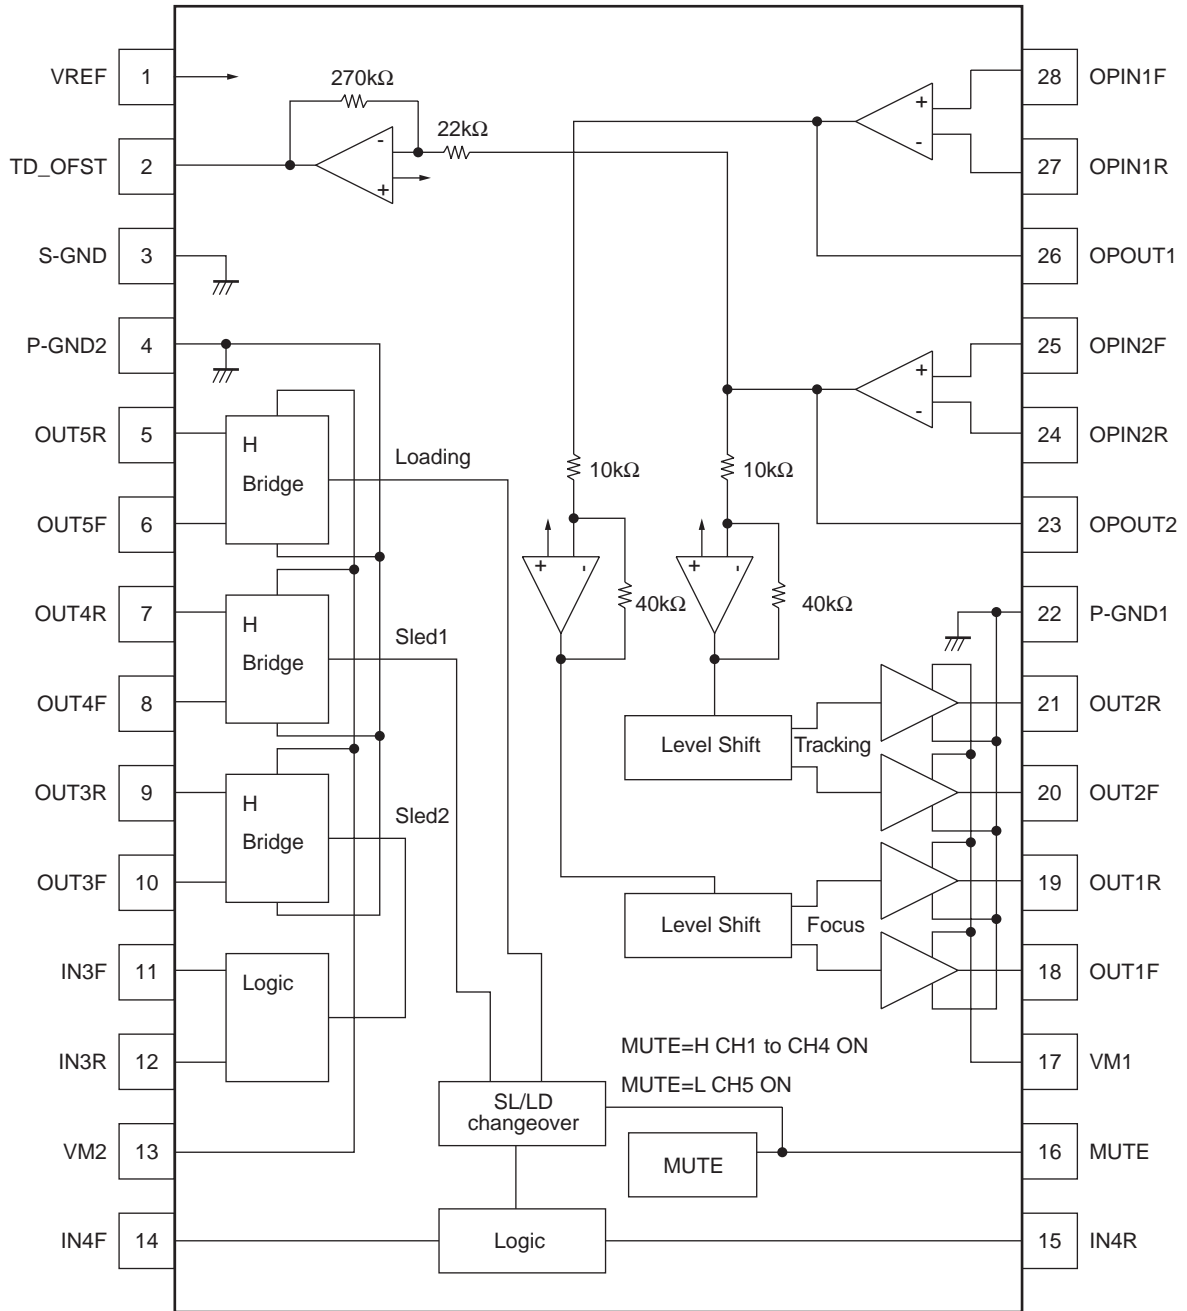 VREF 1
TD_OFST 2
S-GND 3
P-GND2 4
OUT5R 5
OUT5F 6
OUT4R 7
OUT4F 8
OUT3R 9
OUT3F 10
IN3F 11
IN3R 12
VM2 13
IN4F 14
270kΩ
22kΩ
-
+
+
-
+
-
10kΩ
10kΩ
+ -
+ -
40kΩ
40kΩ
H
Bridge
Loading
H
Bridge
Sled1
H
Bridge
Sled2
Logic
Level Shift
Tracking
Level Shift
Focus
MUTE=H CH1 to CH4 ON
MUTE=L CH5 ON
SL/LD
changeover
MUTE
Logic
28 OPIN1F
27 OPIN1R
26 OPOUT1
25 OPIN2F
24 OPIN2R
23 OPOUT2
22 P-GND1
21 OUT2R
20 OUT2F
19 OUT1R
18 OUT1F
17 VM1
16 MUTE
15 IN4R